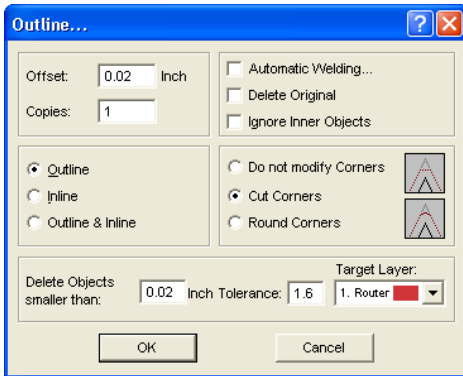 Outline...
Offset: 0.02 Inch
Copies: 1
Automatic Welding...
Delete Original
Ignore Inner Objects
Outline
Inline
Outline & Inline
Do not modify Corners
Cut Corners
Round Corners
Target Layer:
Delete Objects
smaller than: 0.02 Inch Tolerance: 1.6 1. Router
OK Cancel